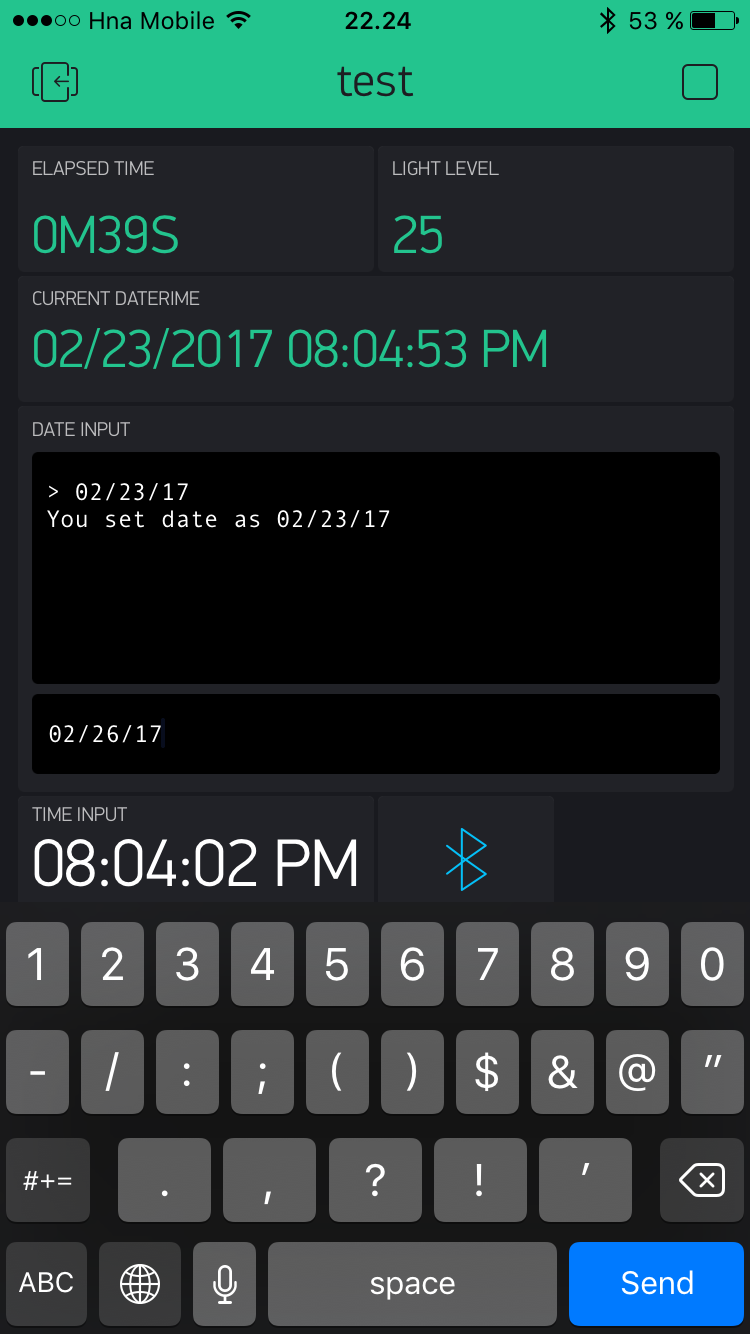 Hna Mobile 22.24 53 %
test
ELAPSED TIME LIGHT LEVEL
0M39S 25
CURRENT DATERIME
02/23/2017 08:04:53 PM
DATE INPUT
> 02/23/17
You set date as 02/23/17
02/26/17
TIME INPUT
08:04:02 PM
1 2 3 4 5 6 7 8 9 0
- / : ; ( ) $ & @ "
#+= . , ? ! '
ABC space Send